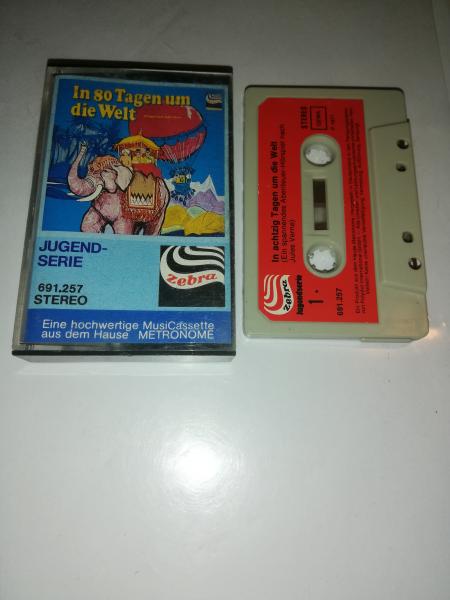 In 80 Tagen um
die Welt
JUGEND-
SERIE
691.257
STEREO
Zebra
Eine hochwertige MusiCassette
aus dem Hause METRONOME
In achtzig Tagen um die Welt
(Ein spannendes Abenteuer-Hörspiel nach
Jules Verne)
STEREO
GEMA
Zebra
Jugendserie
1
691.257